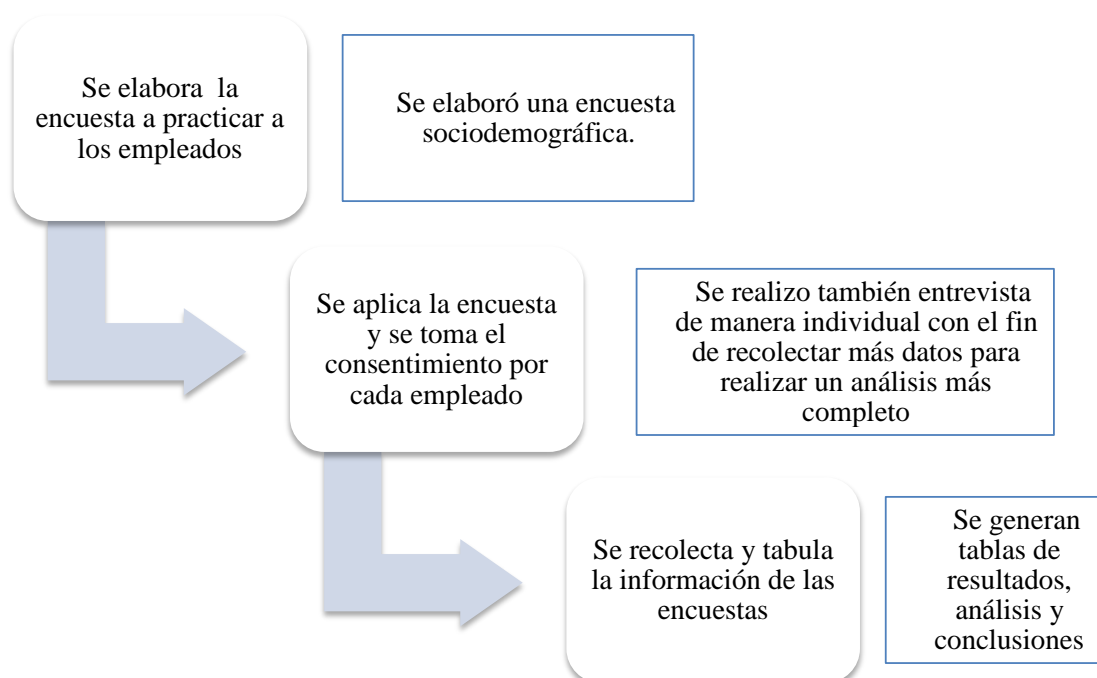 Se elabora la
encuesta a practicar a
los empleados
Se elaboró una encuesta
sociodemográfica.
Se aplica la encuesta
y se toma el
consentimiento por
cada empleado
Se realizo también entrevista
de manera individual con el fin
de recolectar más datos para
realizar un análisis más
completo
Se recolecta y tabula
la información de las
encuestas
Se generan
tablas de
resultados,
análisis y
conclusiones